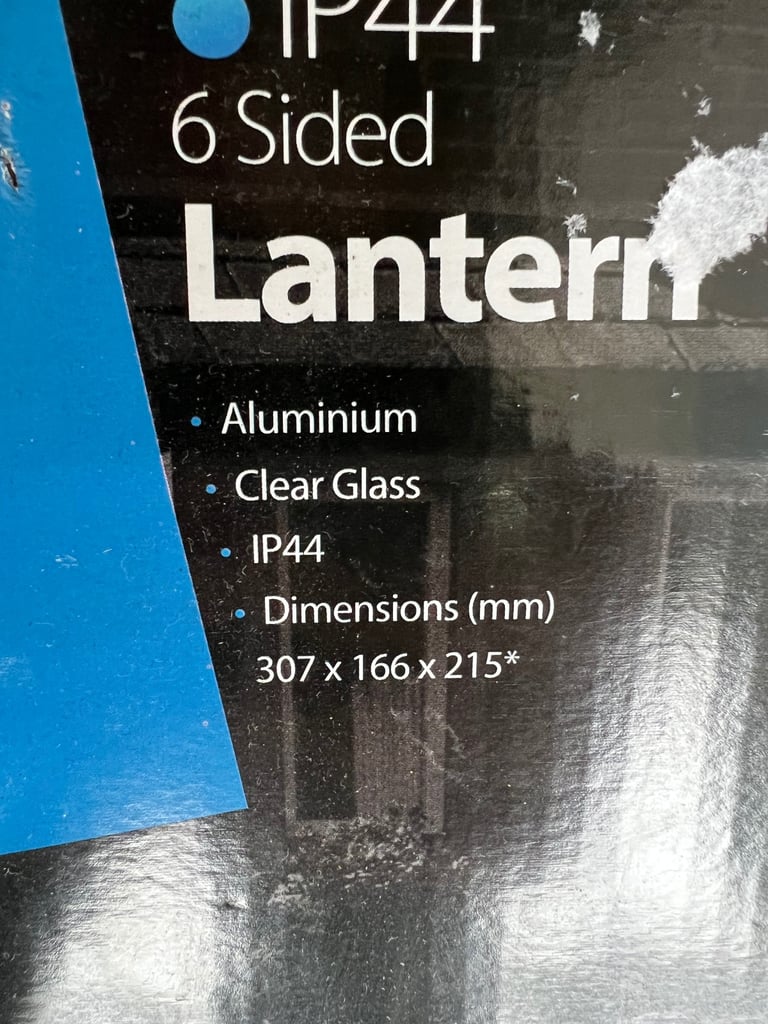 IP44
6 Sided
Lantern
• Aluminium
• Clear Glass
• IP44
• Dimensions (mm)
307 x 166 x 215*